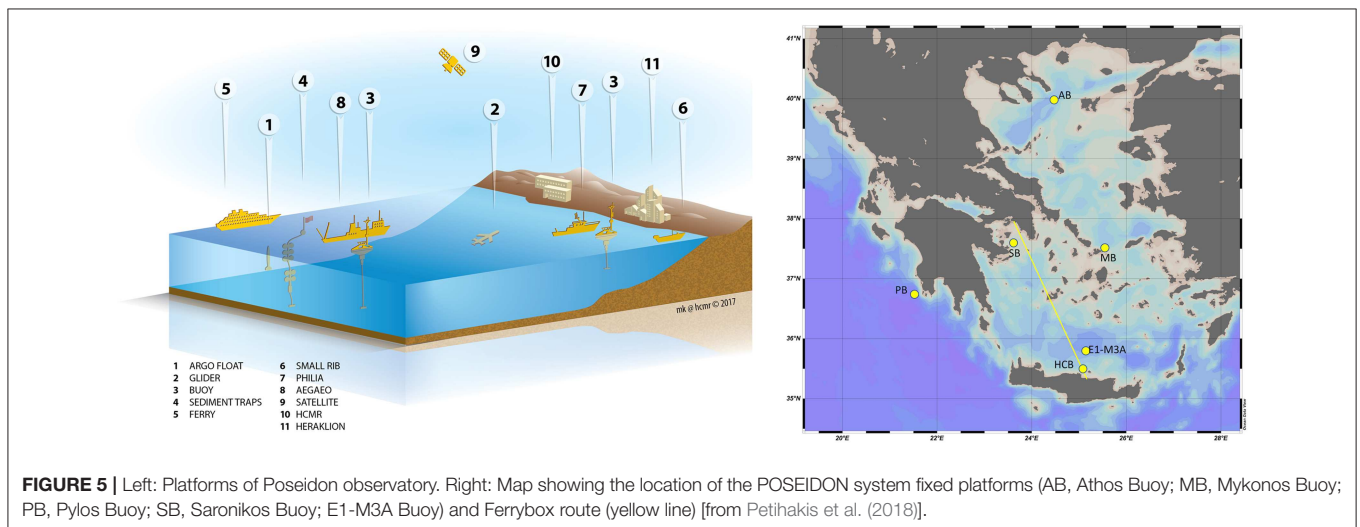 9
10
11
4
3
5
7
8
3
6
2
1
mk @ hcmr © 2017
1 ARGO FLOAT
2 GLIDER
3 BUOY
4 SEDIMENT TRAPS
5 FERRY
6 SMALL RIB
7 PHILIA
8 AEGAEO
9 SATELLITE
10 HCMR
11 HERAKLION
41°N
40°N
39°N
38°N
37°N
36°N
35°N
AB
SB
MB
PB
E1-M3A
HCB
20°E
22°E
24°E
26°E
28°E
Ocean Data View
FIGURE 5 | Left: Platforms of Poseidon observatory. Right: Map showing the location of the POSEIDON system fixed platforms (AB, Athos Buoy; MB, Mykonos Buoy;
PB, Pylos Buoy; SB, Saronikos Buoy; E1-M3A Buoy) and Ferrybox route (yellow line) [from Petihakis et al. (2018)].